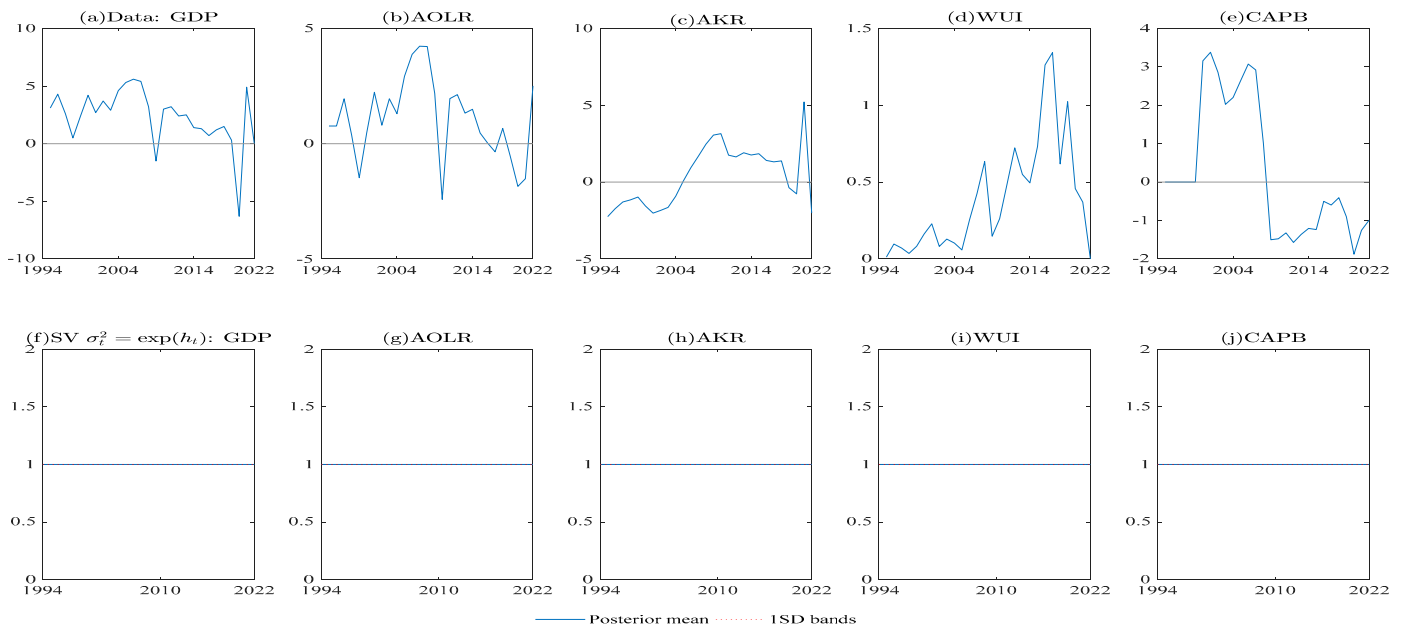 (a)Data: GDP
10
5
0
-5
-10
1994 2004 2014 2022
(b)AOLR
5
0
-5
1994 2004 2014 2022
(c)AKR
10
5
0
-5
1994 2004 2014 2022
(d)WUI
1.5
1
0.5
0
1994 2004 2014 2022
(e)CAPB
4
3
2
1
0
-1
-2
1994 2004 2014 2022
(f)SV σ_t^2 = exp(h_t): GDP
2
1.5
1
0.5
0
1994 2010 2022
(g)AOLR
2
1.5
1
0.5
0
1994 2010 2022
(h)AKR
2
1.5
1
0.5
0
1994 2010 2022
(i)WUI
2
1.5
1
0.5
0
1994 2010 2022
(j)CAPB
2
1.5
1
0.5
0
1994 2010 2022
Posterior mean 1SD bands